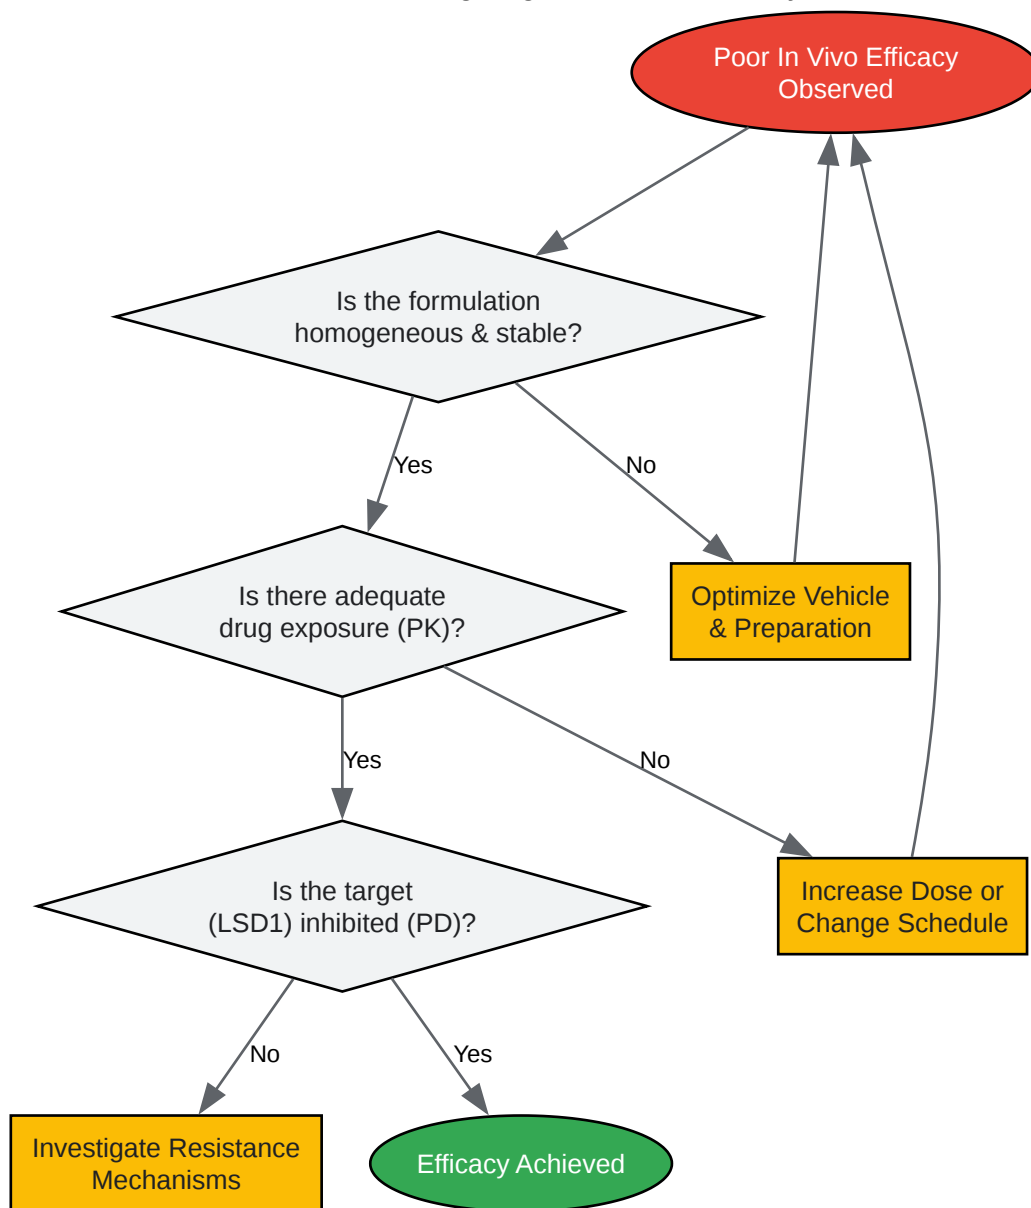 Poor In Vivo Efficacy
Observed
Is the formulation
homogeneous & stable?
Yes
No
Is there adequate
drug exposure (PK)?
Optimize Vehicle
& Preparation
Yes
No
Is the target
(LSD1) inhibited (PD)?
Increase Dose or
Change Schedule
No
Yes
Investigate Resistance
Mechanisms
Efficacy Achieved